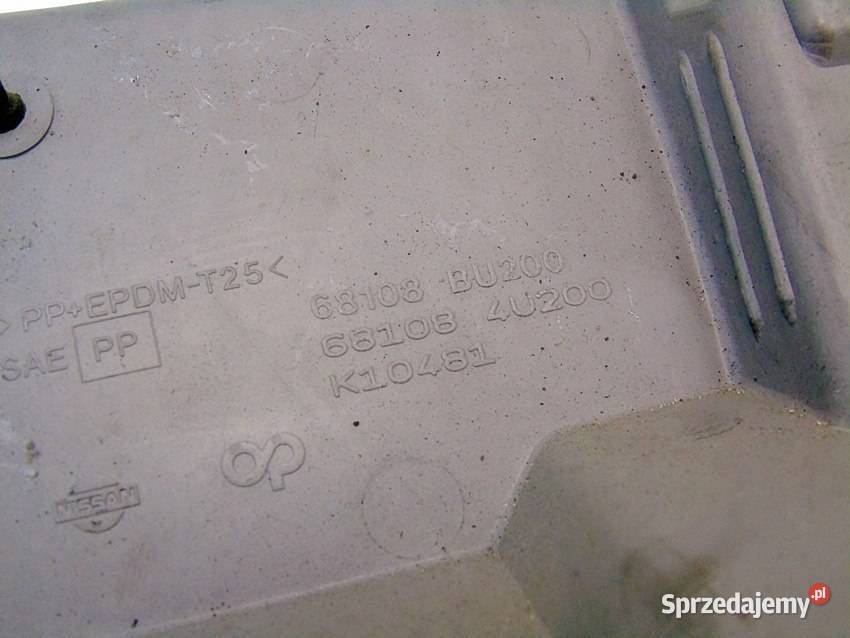 >PP+EPDM-T25<
SAE PP
68108 BU200
68108 4U200
K10481
NISSAN
Sprzedajemy.pl